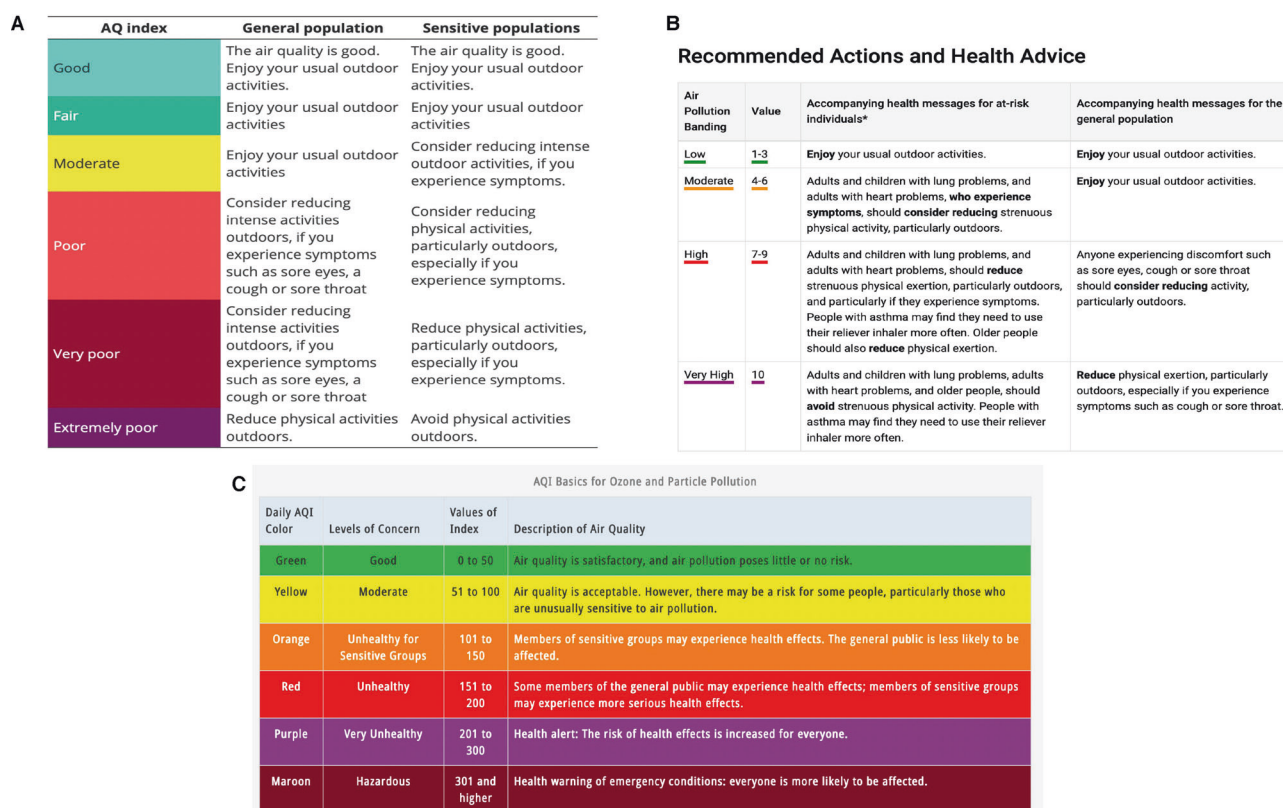 A
AQ index General population Sensitive populations
Good
The air quality is good.
Enjoy your usual outdoor
activities.
The air quality is good.
Enjoy your usual outdoor
activities.
Fair
Enjoy your usual outdoor
activities
Enjoy your usual outdoor
activities
Moderate
Enjoy your usual outdoor
activities
Consider reducing intense
outdoor activities, if you
experience symptoms.
Poor
Consider reducing
intense activities
outdoors, if you
experience symptoms
such as sore eyes, a
cough or sore throat
Consider reducing
physical activities,
particularly outdoors,
especially if you
experience symptoms.
Very poor
Consider reducing
intense activities
outdoors, if you
experience symptoms
such as sore eyes, a
cough or sore throat
Reduce physical activities,
particularly outdoors,
especially if you
experience symptoms.
Extremely poor
Reduce physical activities
outdoors.
Avoid physical activities
outdoors.
B
Recommended Actions and Health Advice
Air
Pollution
Banding
Value
Accompanying health messages for at-risk
individuals*
Accompanying health messages for the
general population
Low
1-3
Enjoy your usual outdoor activities.
Enjoy your usual outdoor activities.
Moderate
4-6
Adults and children with lung problems, and
adults with heart problems, who experience
symptoms, should consider reducing strenuous
physical activity, particularly outdoors.
Enjoy your usual outdoor activities.
High
7-9
Adults and children with lung problems, and
adults with heart problems, should reduce
strenuous physical exertion, particularly outdoors,
and particularly if they experience symptoms.
People with asthma may find they need to use
their reliever inhaler more often. Older people
should also reduce physical exertion.
Anyone experiencing discomfort such
as sore eyes, cough or sore throat
should consider reducing activity,
particularly outdoors.
Very High
10
Adults and children with lung problems, adults
with heart problems, and older people, should
avoid strenuous physical activity. People with
asthma may find they need to use their reliever
inhaler more often.
Reduce physical exertion, particularly
outdoors, especially if you experience
symptoms such as cough or sore throat.
C
AQI Basics for Ozone and Particle Pollution
Daily AQI
Color
Levels of Concern
Values of
Index
Description of Air Quality
Green
Good
0 to 50
Air quality is satisfactory, and air pollution poses little or no risk.
Yellow
Moderate
51 to 100
Air quality is acceptable. However, there may be a risk for some people, particularly those who
are unusually sensitive to air pollution.
Orange
Unhealthy for
Sensitive Groups
101 to
150
Members of sensitive groups may experience health effects. The general public is less likely to be
affected.
Red
Unhealthy
151 to
200
Some members of the general public may experience health effects; members of sensitive groups
may experience more serious health effects.
Purple
Very Unhealthy
201 to
300
Health alert: The risk of health effects is increased for everyone.
Maroon
Hazardous
301 and
higher
Health warning of emergency conditions: everyone is more likely to be affected.